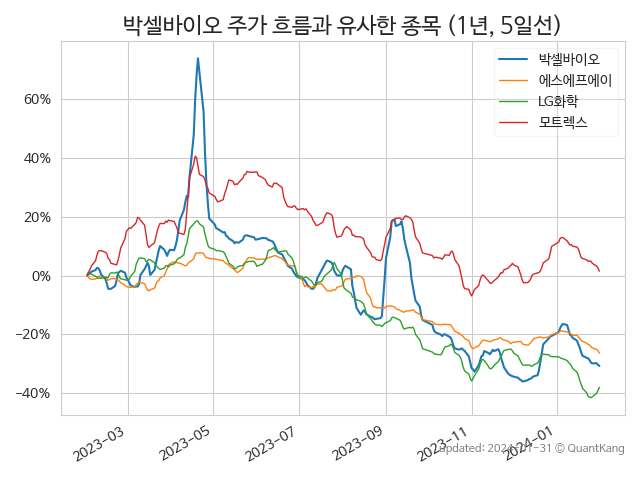 박셀바이오 주가 흐름과 유사한 종목 (1년, 5일선)
박셀바이오
에스에프에이
LG화학
모트렉스
60%
40%
20%
0%
−20%
−40%
2023−03
2023−05
2023−07
2023−09
2023−11
2024−01
updated: 2024-01-31 © QuantKang